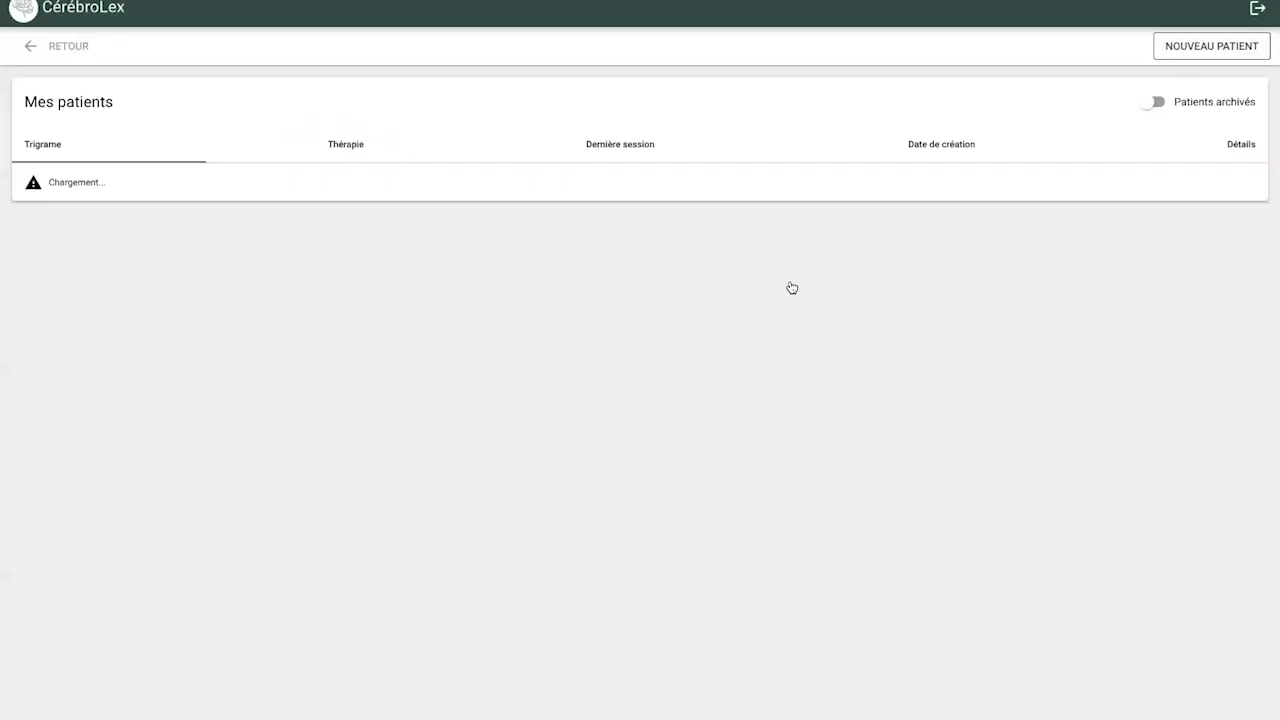 CérébroLex
RETOUR
NOUVEAU PATIENT
Mes patients
Patients archivés
Trigrame Thérapie Dernière session Date de création Détails
Chargement...